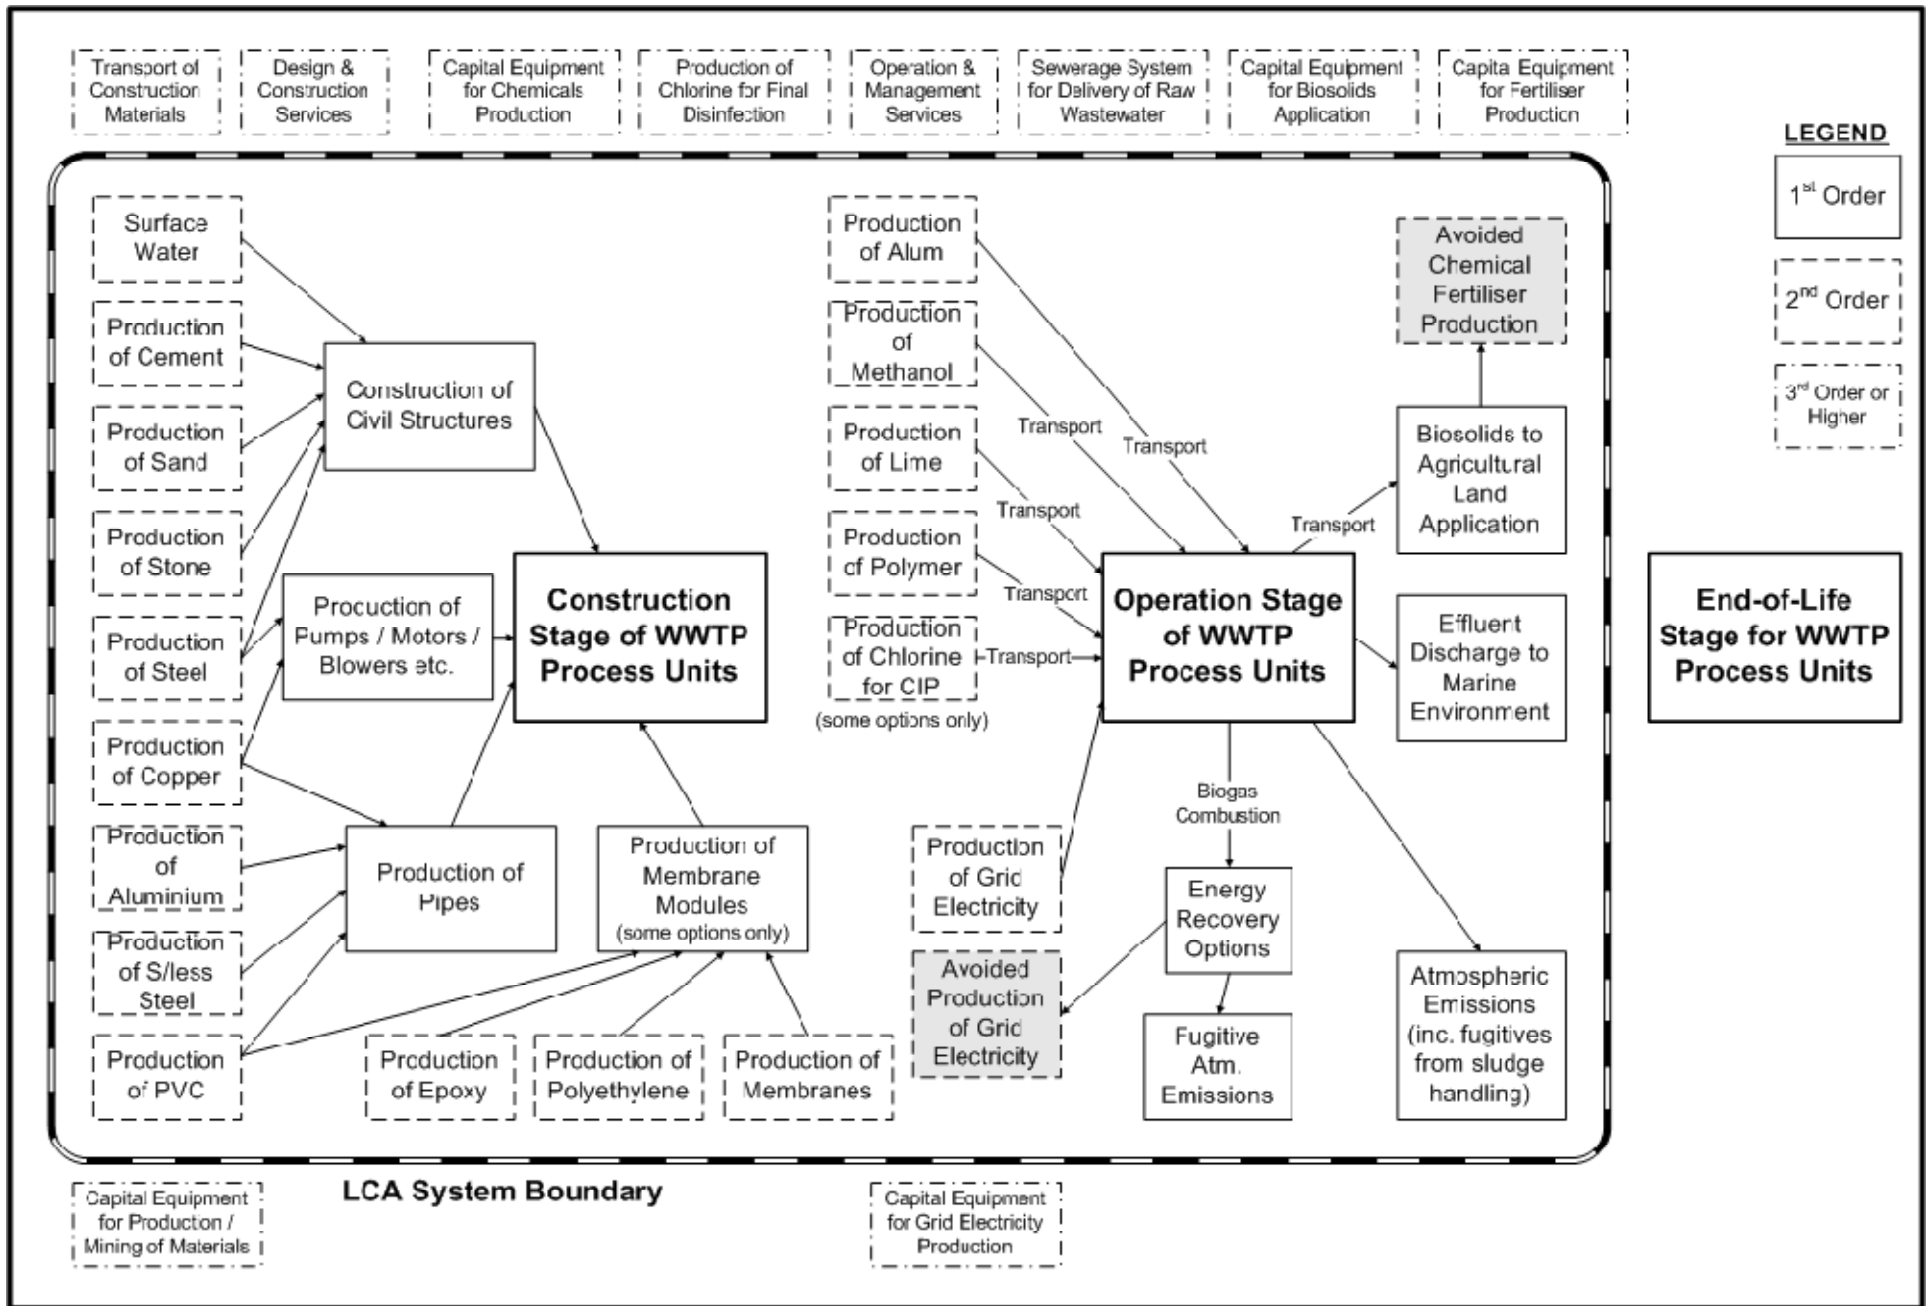 Transport of
Construction
Materials
Design &
Construction
Services
Capital Equipment
for Chemicals
Production
Production of
Chlorine for Final
Disinfection
Operation &
Management
Services
Sewerage System
for Delivery of Raw
Wastewater
Capital Equipment
for Biosolids
Application
Capital Equipment
for Fertiliser
Production
LEGEND
1st Order
2nd Order
3rd Order or
Higher
Surface
Water
Production
of Cement
Production
of Sand
Production
of Stone
Production
of Steel
Production
of Copper
Production
of
Aluminium
Production
of S/less
Steel
Production
of PVC
Construction of
Civil Structures
Procuction of
Pumps / Motors /
Blowers etc.
Construction
Stage of WWTP
Process Units
Production of
Pipes
Production of
Membrane
Modules
(some options only)
Production
of Epoxy
Production of
Polyethylene
Production of
Membranes
Production
of Alum
Production
of
Methanol
Production
of Lime
Production
of Polymer
Production
of Chlorine
for CIP
(some options only)
Transport
Transport
Transport
Transport
Transport
Operation Stage
of WWTP
Process Units
Transport
Avoided
Chemical
Fertiliser
Production
Biosolids to
Agricultural
Land
Application
Effluent
Discharge to
Marine
Environment
End-of-Life
Stage for WWTP
Process Units
Biogas
Combustion
Production
of Grid
Electricity
Avoided
Production
of Grid
Electricity
Energy
Recovery
Options
Fugitive
Atm.
Emissions
Atmospheric
Emissions
(inc. fugitives
from sludge
handling)
LCA System Boundary
Capital Equipment
for Production /
Mining of Materials
Capital Equipment
for Grid Electricity
Production